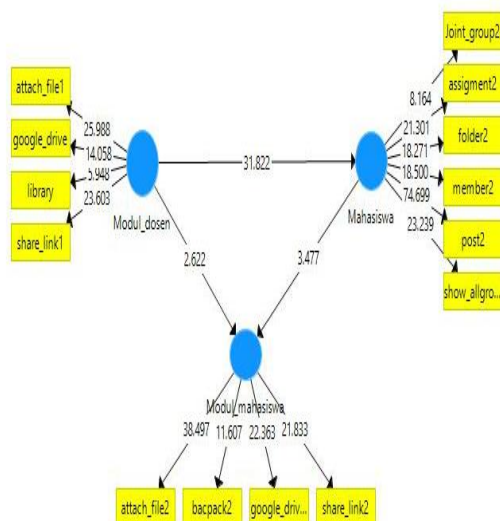 Joint_group2
8.164
assigment2
21.301
folder2
18.271
member2
18.500
post2
74.699
show_allgro...
23.239
attach_file1
25.988
google_drive
14.058
library
5.948
share_link1
23.603
Modul_dosen
31.822
Mahasiswa
2.622
3.477
Modul_mahasiswa
38.497
11.607
22.363
21.833
attach_file2
bacpack2
google_driv...
share_link2